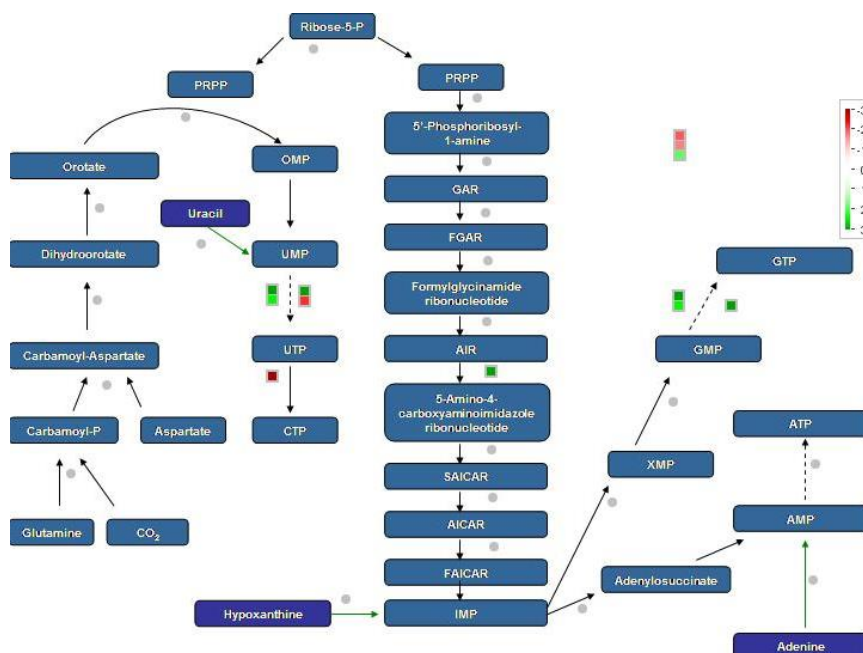 Ribose-5-P
PRPP
PRPP
5'-Phosphoribosyl-
1-amine
OMP
Orotate
GAR
Uracil
FGAR
Dihydroorotate
UMP
GTP
Formylglycinamide
ribonucleotide
UTP
AIR
GMP
Carbamoyl-Aspartate
5-Amino-4-
carboxyaminoimidazole
ribonucleotide
Carbamoyl-P
Aspartate
CTP
ATP
XMP
SAICAR
Glutamine
CO₂
AICAR
AMP
FAICAR
Adenylosuccinate
Hypoxanthine
IMP
Adenine